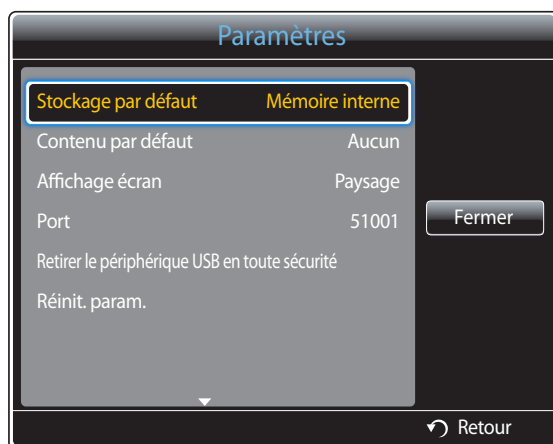 Paramètres
Stockage par défaut Mémoire interne
Contenu par défaut Aucun
Affichage écran Paysage
Port 51001
Fermer
Retirer le périphérique USB en toute sécurité
Réinit. param.
Retour